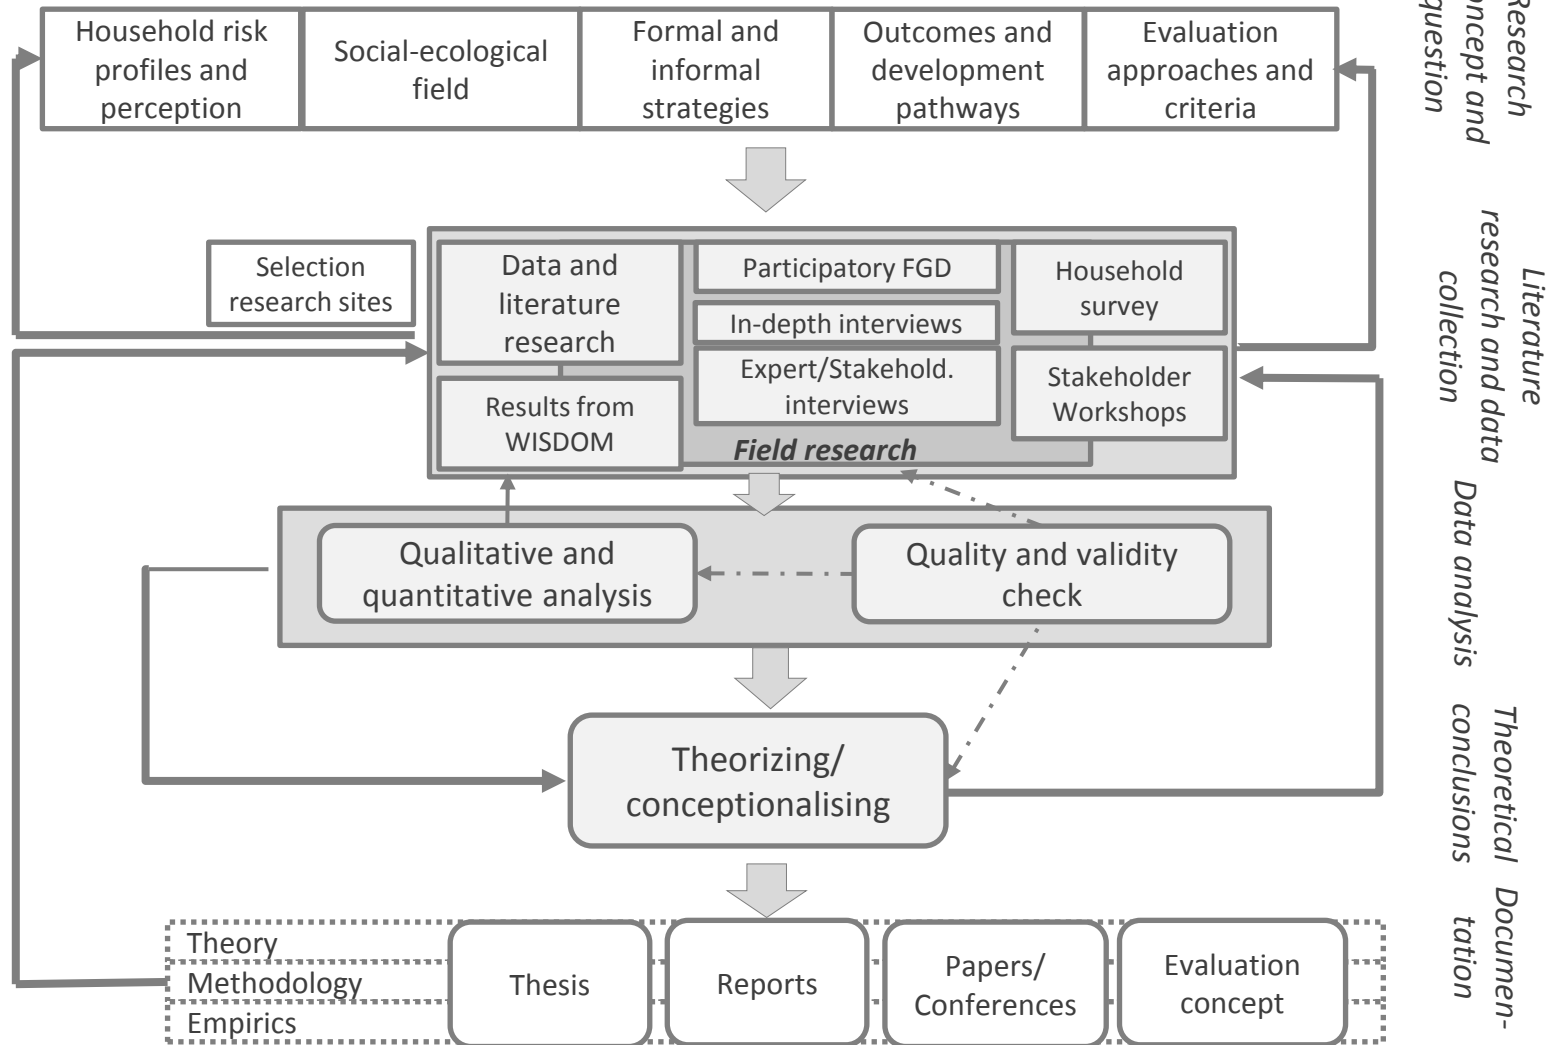 Household risk
profiles and
perception
Social-ecological
field
Formal and
informal
strategies
Outcomes and
development
pathways
Evaluation
approaches and
criteria
Research
oncept and
question
Selection
research sites
Data and
literature
research
Results from
WISDOM
Participatory FGD
In-depth interviews
Expert/Stakehold.
interviews
Field research
Household
survey
Stakeholder
Workshops
Literature
research and data
collection
Qualitative and
quantitative analysis
Quality and validity
check
Data analysis
Theorizing/
conceptionalising
Theoretical
conclusions
Theory
Methodology
Empirics
Thesis
Reports
Papers/
Conferences
Evaluation
concept
Documen-
tation